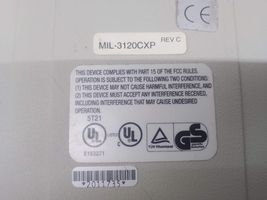 CE
REV.C
MIL-3120CXP
THIS DEVICE COMPLIES WITH PART 15 OF THE FCC RULES.
OPERATION IS SUBJECT TO THE FOLLOWING TWO CONDITIONS:
(1) THIS DEVICE MAY NOT CAUSE HARMFUL INTERFERENCE, AND
(2) THIS DEVICE MUST ACCEPT ANY INTERFERENCE RECEIVED,
INCLUDING INTERFERENCE THAT MAY CAUSE UNDESIRED
OPERATION.
5T21
UL UL C GS
E153271
*7011735*